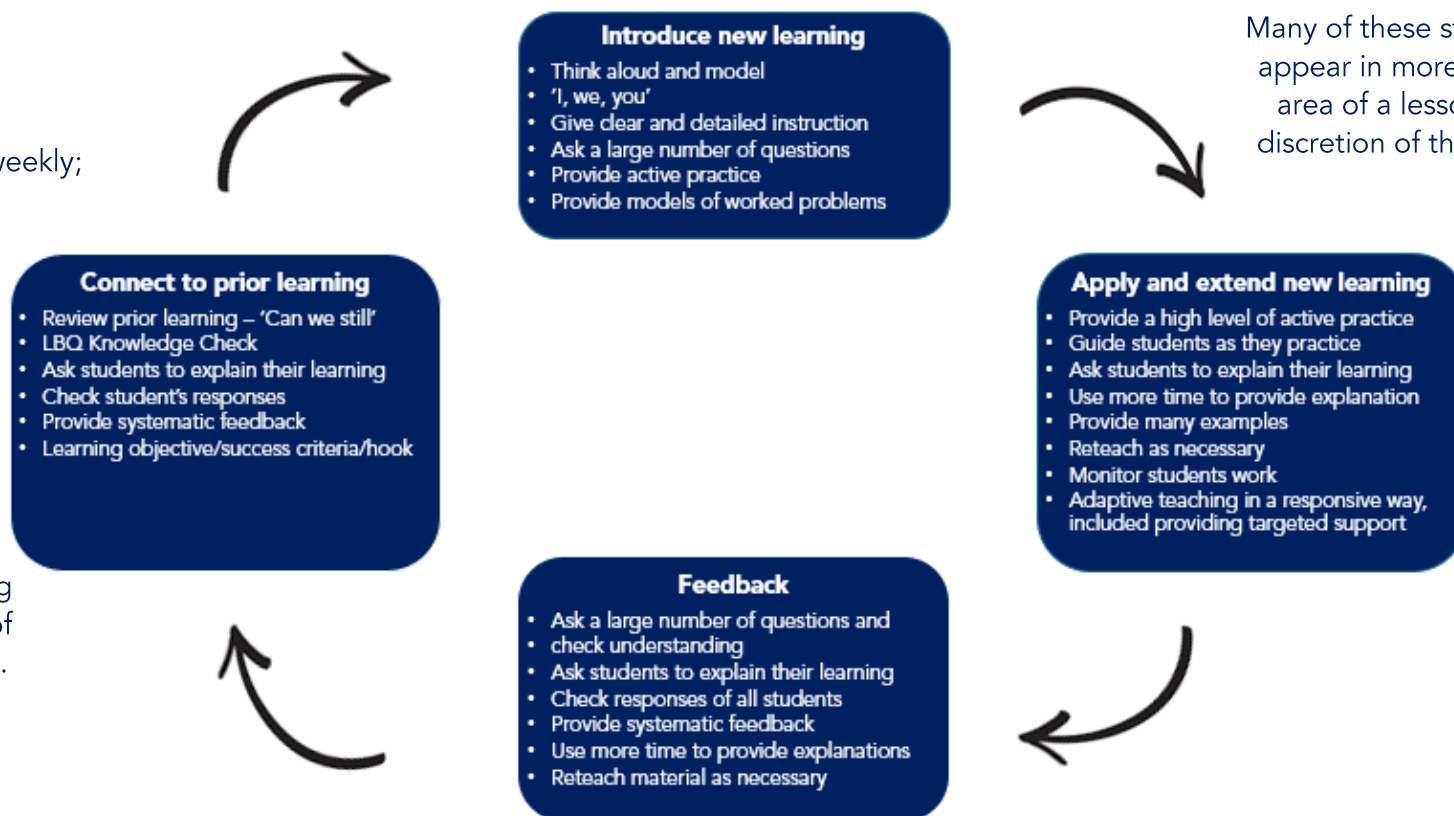 Introduce new learning
• Think aloud and model
• 'I, we, you'
• Give clear and detailed instruction
• Ask a large number of questions
• Provide active practice
• Provide models of worked problems
Many of these st
appear in more
area of a lesso
discretion of th
weekly;
Connect to prior learning
• Review prior learning – 'Can we still'
• LBQ Knowledge Check
• Ask students to explain their learning
• Check student's responses
• Provide systematic feedback
• Learning objective/success criteria/hook
Apply and extend new learning
• Provide a high level of active practice
• Guide students as they practice
• Ask students to explain their learning
• Use more time to provide explanation
• Provide many examples
• Reteach as necessary
• Monitor students work
• Adaptive teaching in a responsive way,
included providing targeted support
g
of
.
Feedback
• Ask a large number of questions and
• check understanding
• Ask students to explain their learning
• Check responses of all students
• Provide systematic feedback
• Use more time to provide explanations
• Reteach material as necessary